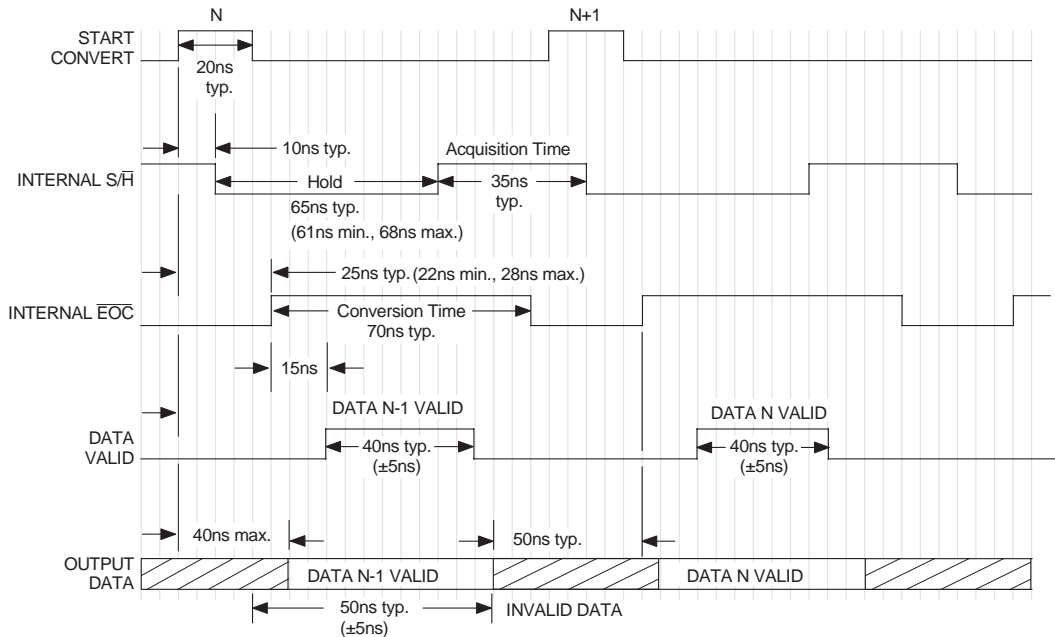 N
N+1
START
CONVERT
20ns
typ.
10ns typ.
Acquisition Time
INTERNAL S/H̅
Hold
35ns
typ.
65ns typ.
(61ns min., 68ns max.)
25ns typ. (22ns min., 28ns max.)
INTERNAL E̅O̅C̅
Conversion Time
70ns typ.
15ns
DATA N-1 VALID
DATA N VALID
DATA
VALID
40ns typ.
(±5ns)
40ns typ.
(±5ns)
40ns max.
50ns typ.
OUTPUT
DATA
DATA N-1 VALID
DATA N VALID
50ns typ.
(±5ns)
INVALID DATA